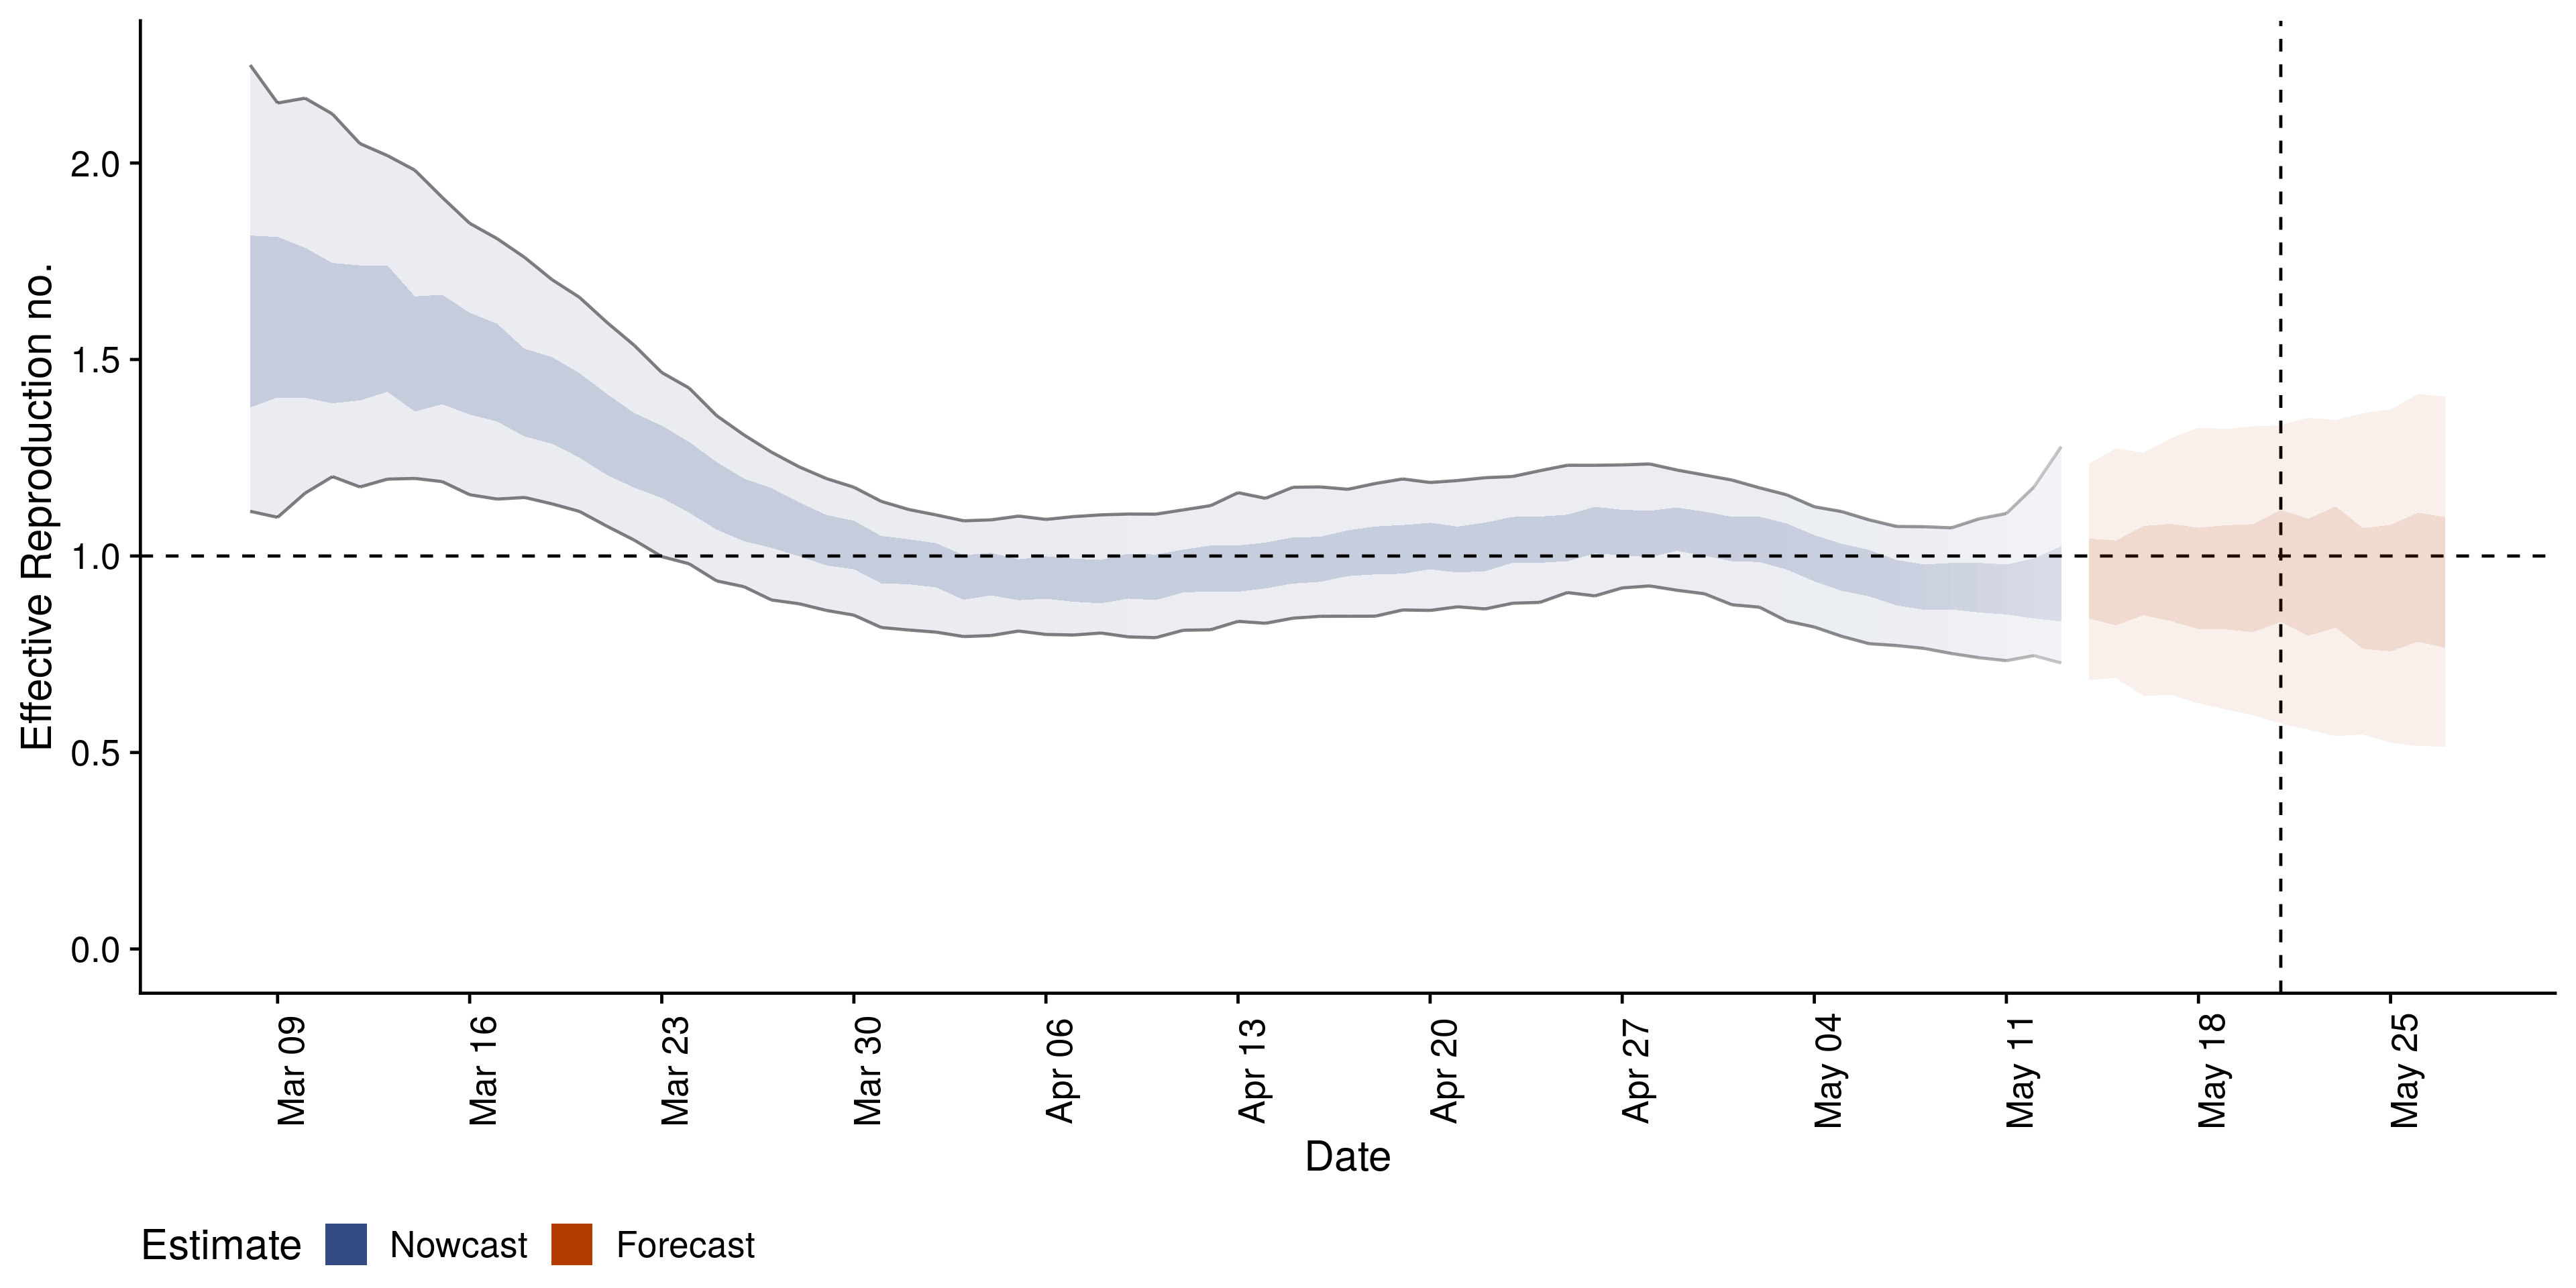 Effective Reproduction no.
2.0
1.5
1.0
0.5
0.0
Mar 09
Mar 16
Mar 23
Mar 30
Apr 06
Apr 13
Apr 20
Apr 27
May 04
May 11
May 18
May 25
Date
Estimate Nowcast Forecast